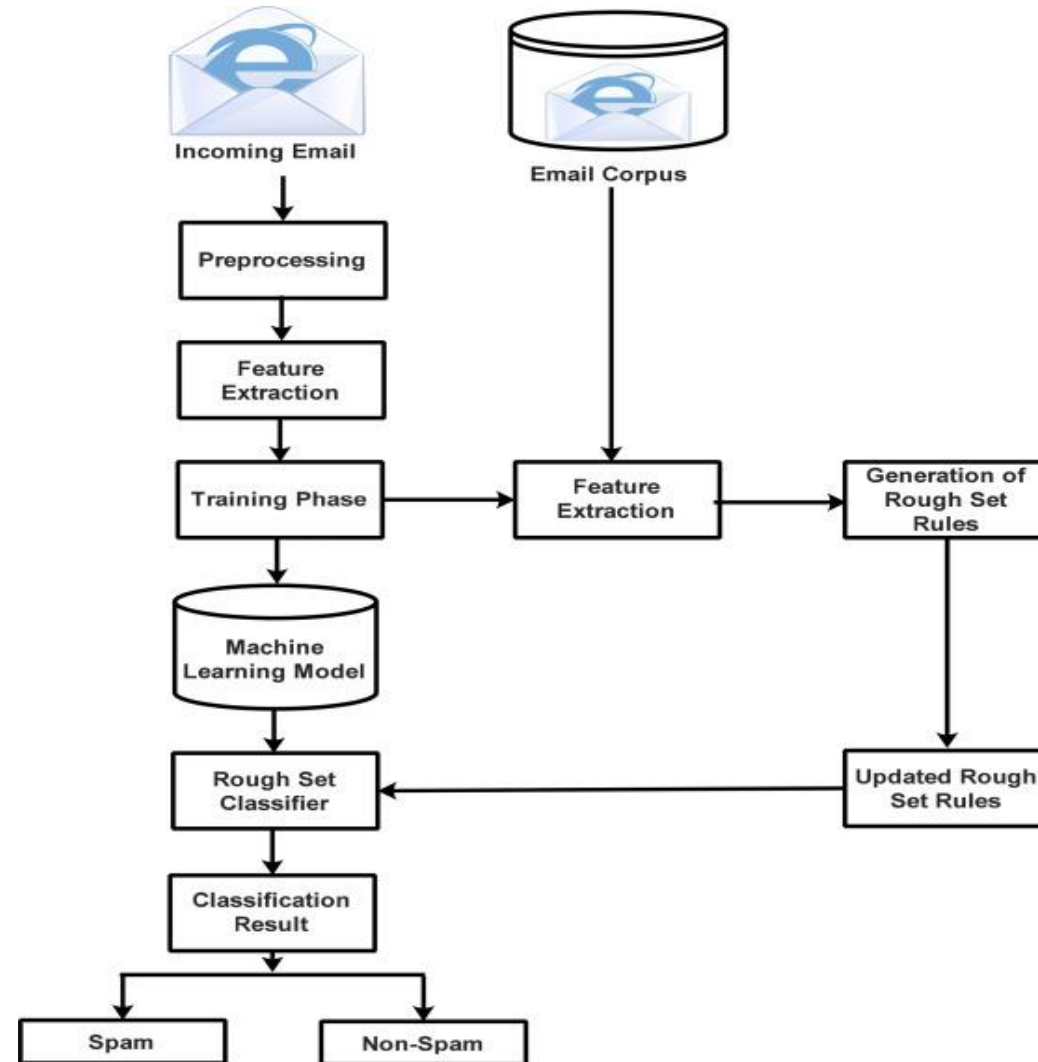 Incoming Email
Email Corpus
Preprocessing
Feature
Extraction
Training Phase
Feature
Extraction
Generation of
Rough Set
Rules
Machine
Learning Model
Rough Set
Classifier
Updated Rough
Set Rules
Classification
Result
Spam
Non-Spam